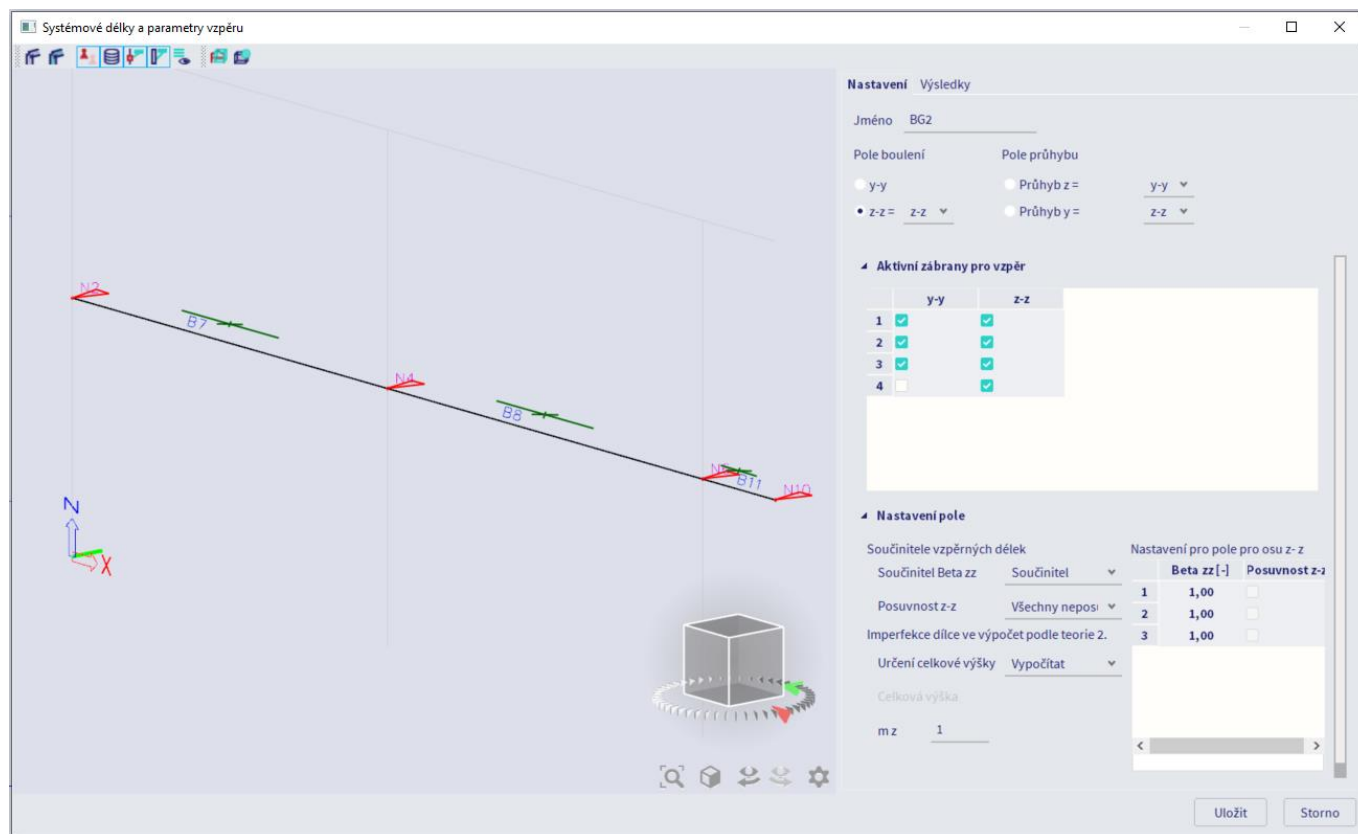 Systémové délky a parametry vzpěru
Nastavení Výsledky
Jméno BG2
Pole boulení Pole průhybu
y-y Průhyb z = y-y
z-z = z-z Průhyb y = z-z
Aktivní zábrany pro vzpěr
y-y z-z
1
2
3
4
N2
B7
N4
B8
B11
N10
N
X
Nastavení pole
Součinitele vzpěrných délek Nastavení pro pole pro osu z- z
Součinitel Beta zz Součinitel Beta zz [-] Posuvnost z-z
1 1,00
Posuvnost z-z Všechny nepos
2 1,00
Imperfekce dílce ve výpočet podle teorie 2. 3 1,00
Určení celkové výšky Vypočítat
Celková výška
m z 1
Uložit Storno